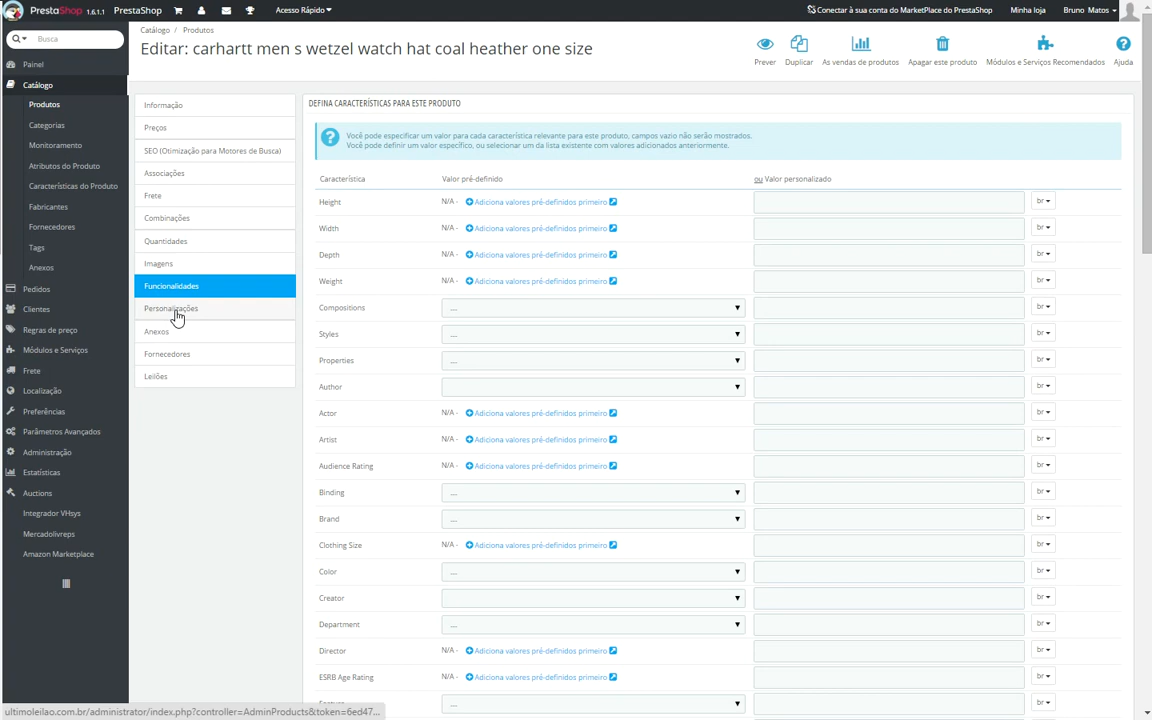 PrestaShop 1.6.1.1 PrestaShop Acesso Rápido Conectar à sua conta do MarketPlace do PrestaShop Minha loja Bruno Matos
Busca
Painel
Catálogo
Produtos
Categorias
Monitoramento
Atributos do Produto
Características do Produto
Fabricantes
Fornecedores
Tags
Anexos
Pedidos
Clientes
Regras de preço
Módulos e Serviços
Frete
Localização
Preferências
Parâmetros Avançados
Administração
Estatísticas
Auctions
Integrador VHsys
Mercadolivreps
Amazon Marketplace
Catálogo / Produtos
Editar: carhartt men s wetzel watch hat coal heather one size
Prever Duplicar As vendas de produtos Apagar este produto Módulos e Serviços Recomendados Ajuda
Informação
Preços
SEO (Otimização para Motores de Busca)
Associações
Frete
Combinações
Quantidades
Imagens
Funcionalidades
Personalizações
Anexos
Fornecedores
Leilões
DEFINA CARACTERÍSTICAS PARA ESTE PRODUTO
Você pode especificar um valor para cada característica relevante para este produto, campos vazio não serão mostrados.
Você pode definir um valor específico, ou selecionar um da lista existente com valores adicionados anteriormente.
Característica Valor pré-definido ou Valor personalizado
Height N/A - Adiciona valores pré-definidos primeiro br
Width N/A - Adiciona valores pré-definidos primeiro br
Depth N/A - Adiciona valores pré-definidos primeiro br
Weight N/A - Adiciona valores pré-definidos primeiro br
Compositions --- br
Styles --- br
Properties --- br
Author br
Actor N/A - Adiciona valores pré-definidos primeiro br
Artist N/A - Adiciona valores pré-definidos primeiro br
Audience Rating N/A - Adiciona valores pré-definidos primeiro br
Binding --- br
Brand --- br
Clothing Size N/A - Adiciona valores pré-definidos primeiro br
Color --- br
Creator br
Department --- br
Director N/A - Adiciona valores pré-definidos primeiro br
ESRB Age Rating N/A - Adiciona valores pré-definidos primeiro br
--- br
ultimoleilao.com.br/administrator/index.php?controller=AdminProducts&token=6ed47...